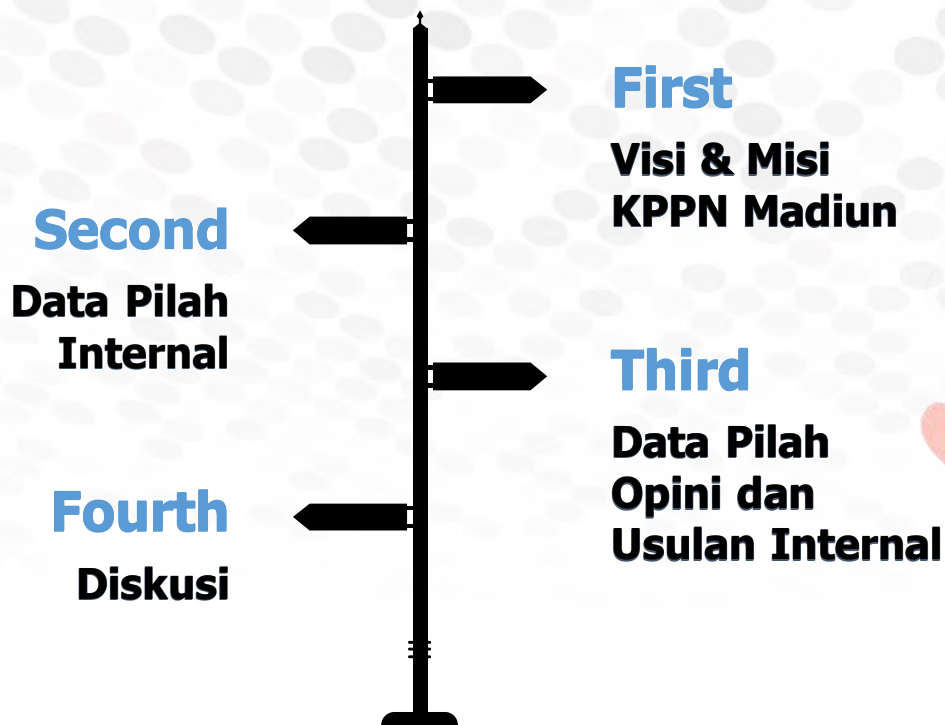 First
Visi & Misi
KPPN Madiun
Second
Data Pilah
Internal
Third
Data Pilah
Opini dan
Usulan Internal
Fourth
Diskusi